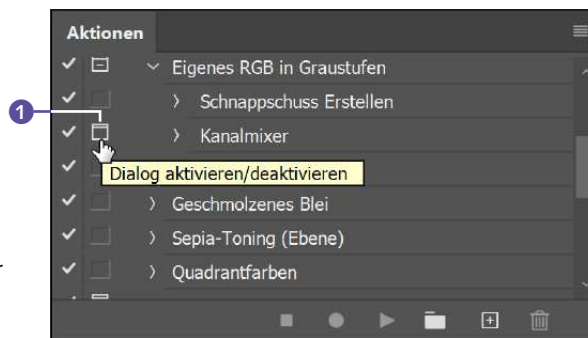 Aktionen
Eigenes RGB in Graustufen
Schnappschuss Erstellen
1
Kanalmixer
Dialog aktivieren/deaktivieren
Geschmolzenes Blei
Sepia-Toning (Ebene)
r
Quadrantfarben